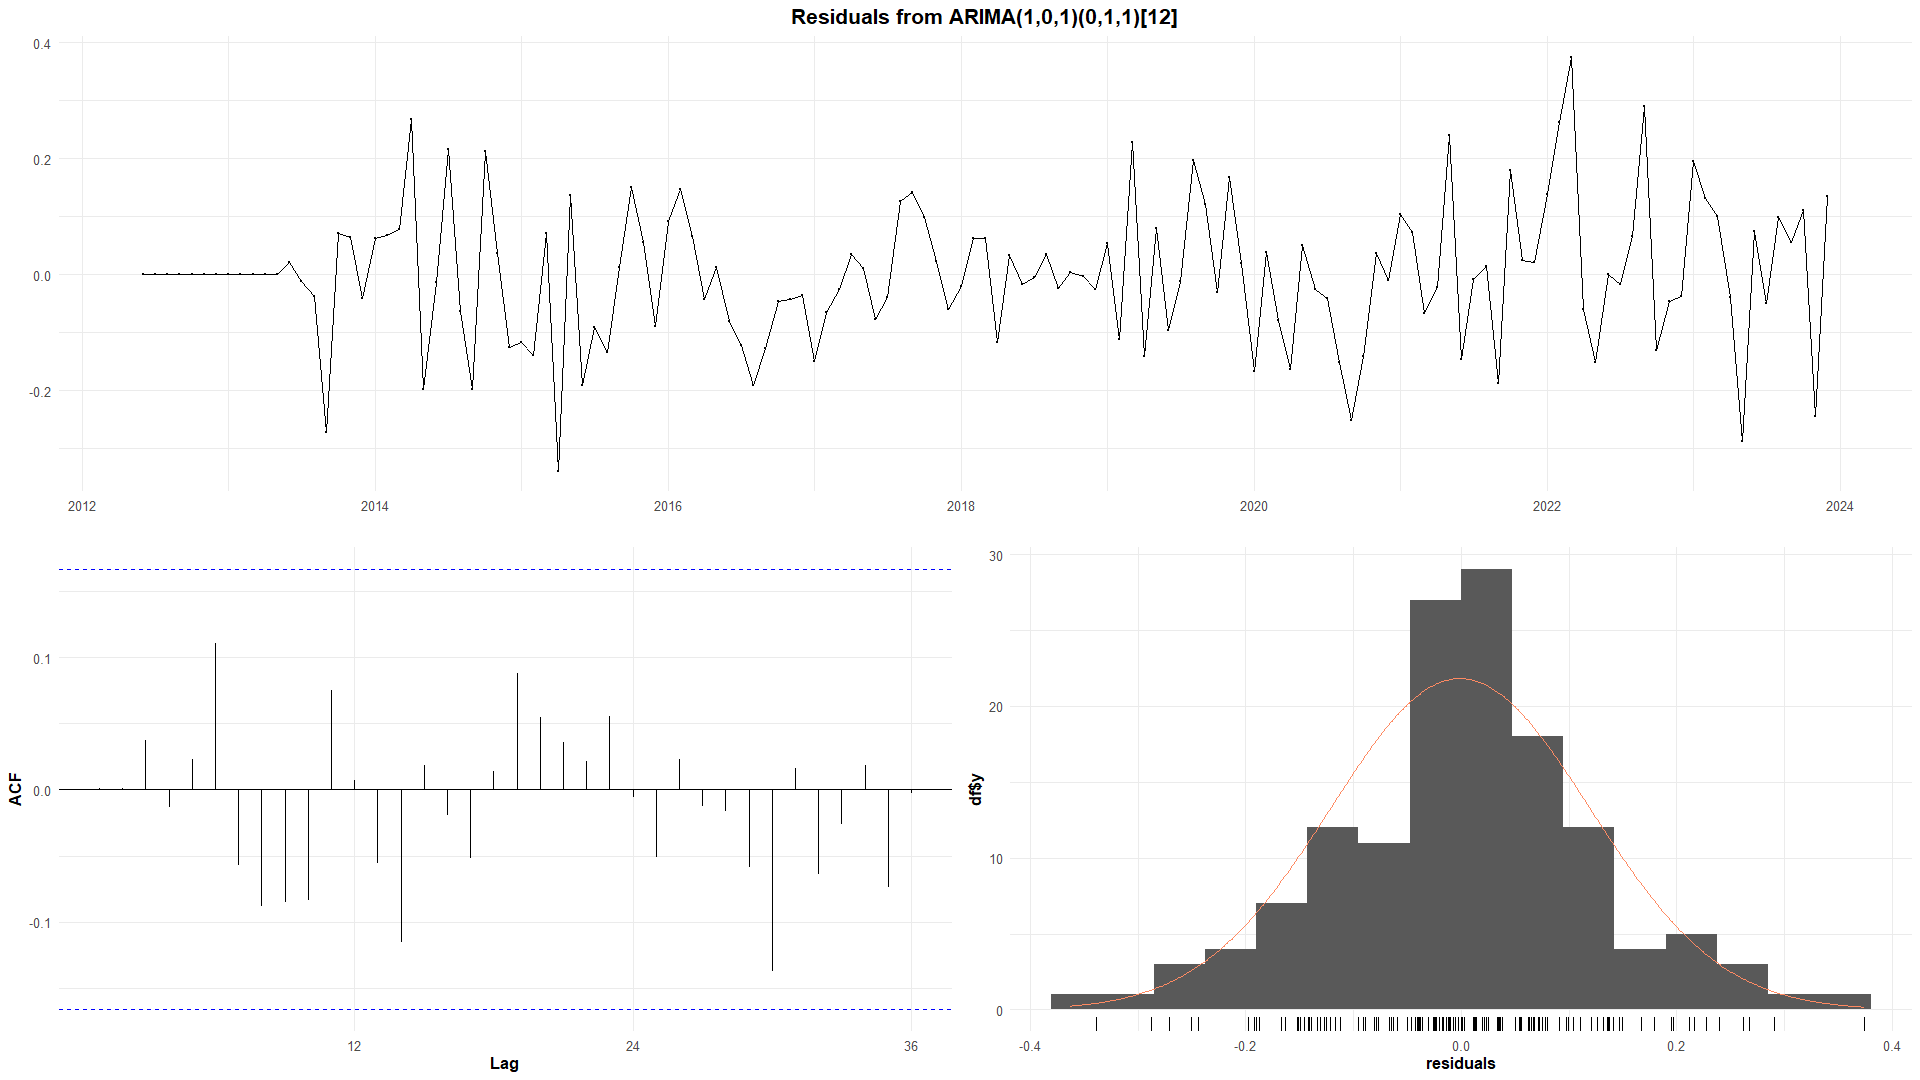 Residuals from ARIMA(1,0,1)(0,1,1)[12]
0.4
0.2
0.0
-0.2
2012 2014 2016 2018 2020 2022 2024
ACF
0.1
0.0
-0.1
12 24 36
Lag
df$y
30
20
10
0
-0.4 -0.2 0.0 0.2 0.4
residuals